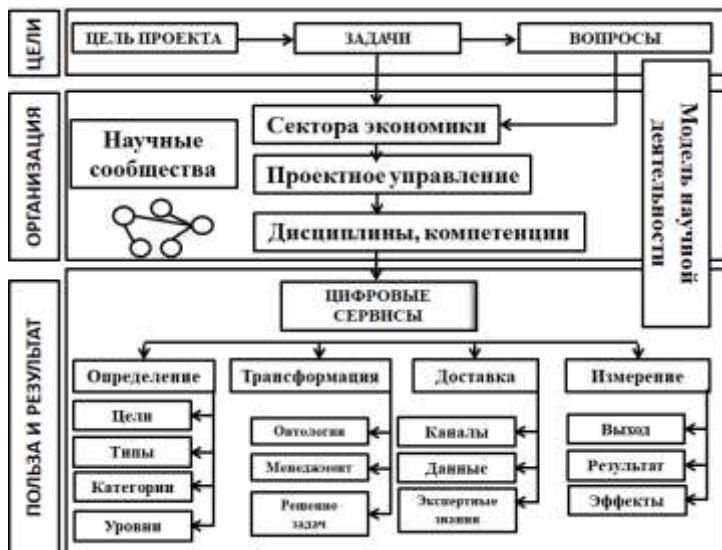 ЦЕЛИ
ЦЕЛЬ ПРОЕКТА
ЗАДАЧИ
ВОПРОСЫ
ОРГАНИЗАЦИЯ
Научные
сообщества
Сектора экономики
Проектное управление
Дисциплины, компетенции
Модель научной
деятельности
ПОЛЬЗА И РЕЗУЛЬТАТ
ЦИФРОВЫЕ
СЕРВИСЫ
Определение
Цели
Типы
Категории
Уровни
Трансформация
Онтологии
Менеджмент
Решение
задач
Доставка
Каналы
Данные
Экспертные
знания
Измерение
Выход
Результат
Эффекты